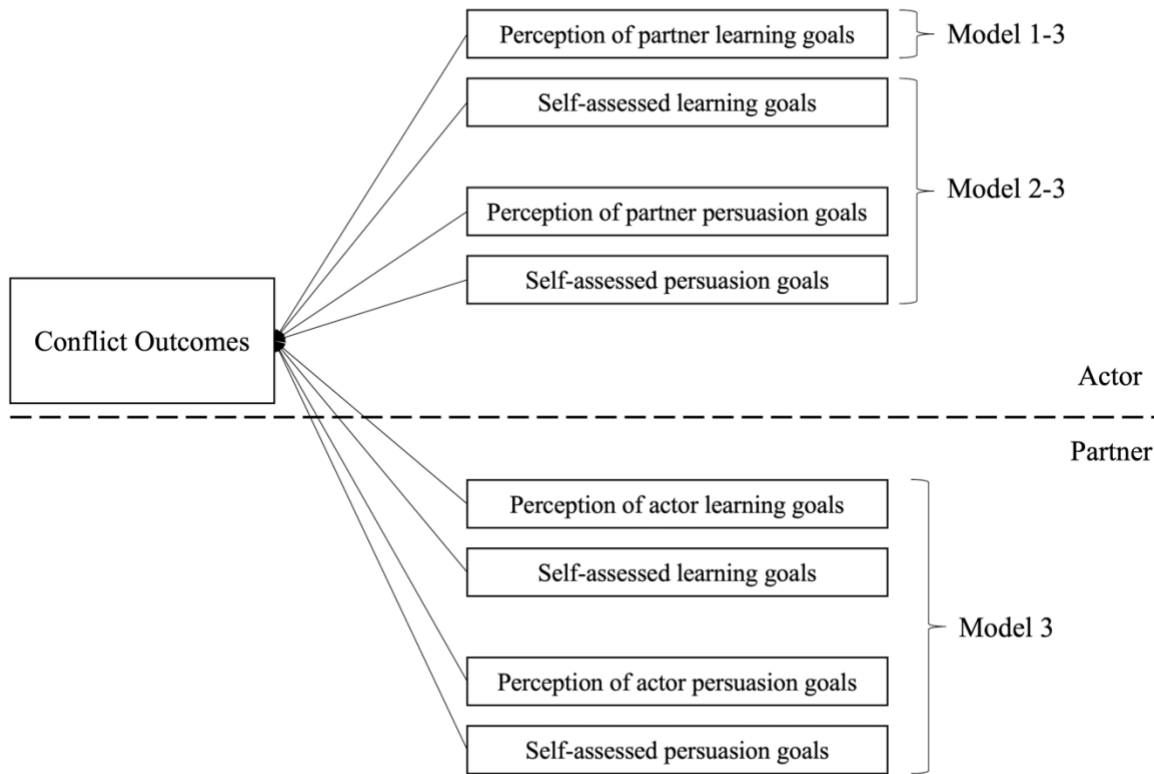 Perception of partner learning goals
Model 1-3
Self-assessed learning goals
Model 2-3
Perception of partner persuasion goals
Self-assessed persuasion goals
Conflict Outcomes
Actor
Partner
Perception of actor learning goals
Self-assessed learning goals
Model 3
Perception of actor persuasion goals
Self-assessed persuasion goals